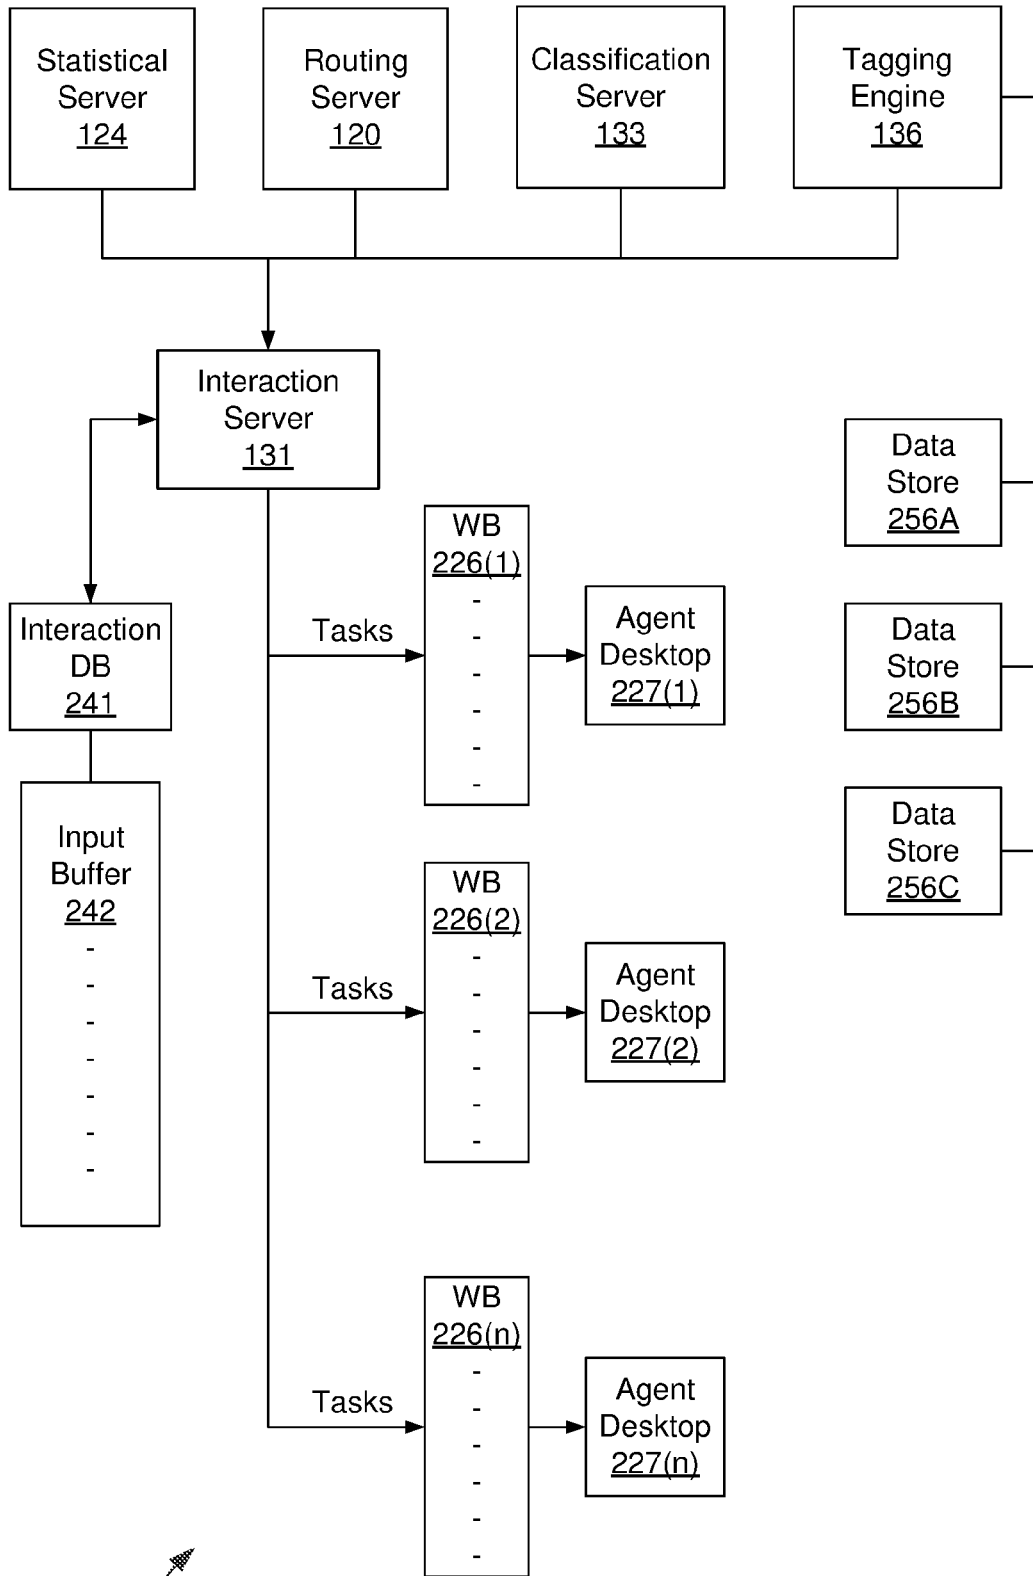 Statistical
Server
124
Routing
Server
120
Classification
Server
133
Tagging
Engine
136
Interaction
Server
131
Data
Store
256A
WB
226(1)
-
-
-
-
-
-
Tasks
Agent
Desktop
227(1)
Interaction
DB
241
Data
Store
256B
Input
Buffer
242
-
-
-
-
-
-
-
Data
Store
256C
WB
226(2)
-
-
-
-
-
-
Tasks
Agent
Desktop
227(2)
WB
226(n)
-
-
-
-
-
-
Tasks
Agent
Desktop
227(n)